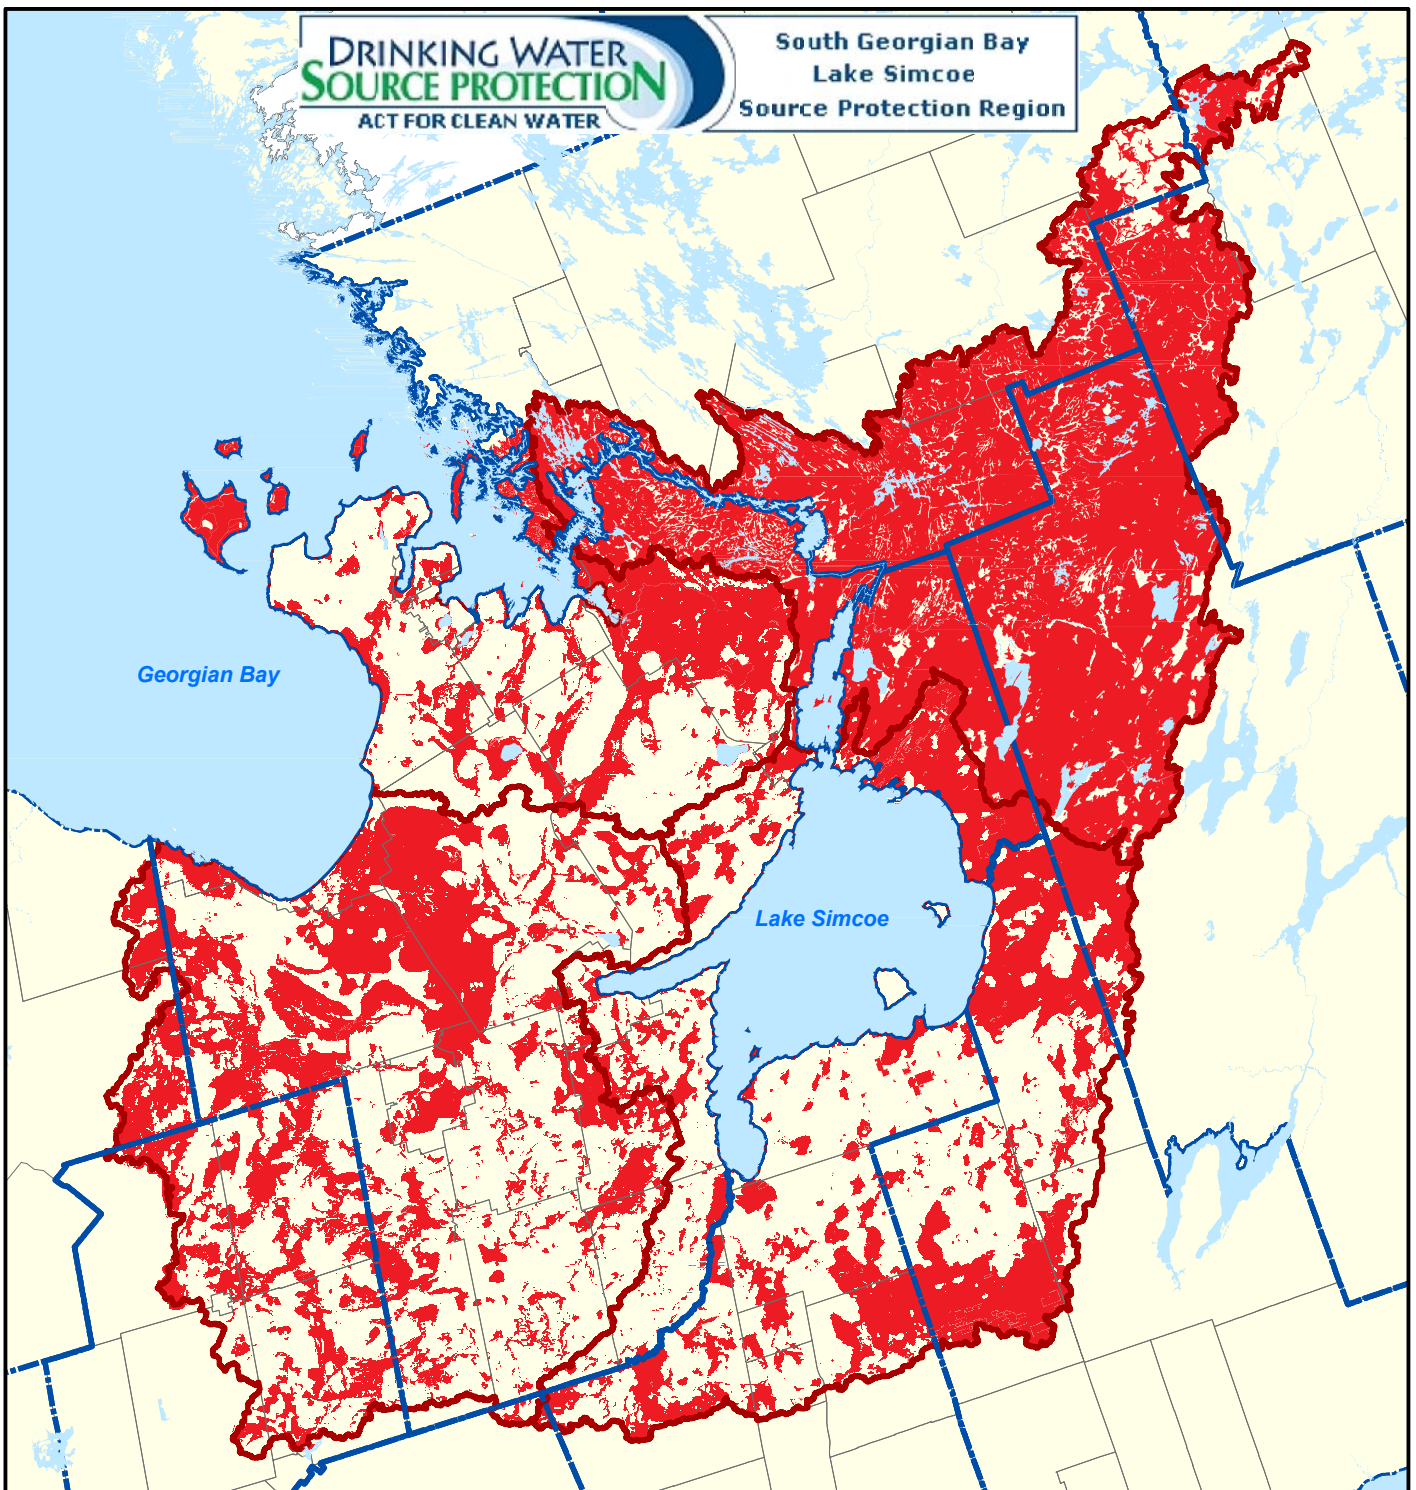 DRINKING WATER
SOURCE PROTECTION
ACT FOR CLEAN WATER
South Georgian Bay
Lake Simcoe
Source Protection Region
Georgian Bay
Lake Simcoe